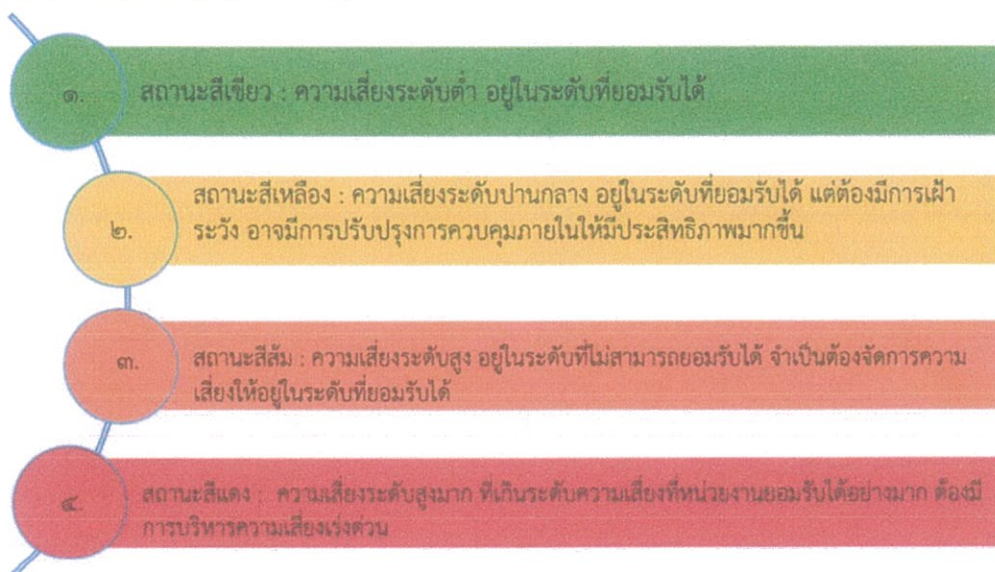 ๑. สถานะสีเขียว : ความเสี่ยงระดับต่ำ อยู่ในระดับที่ยอมรับได้
๒. สถานะสีเหลือง : ความเสี่ยงระดับปานกลาง อยู่ในระดับที่ยอมรับได้ แต่ต้องมีการเฝ้า
ระวัง อาจมีการปรับปรุงการควบคุมภายในให้มีประสิทธิภาพมากขึ้น
๓. สถานะสีส้ม : ความเสี่ยงระดับสูง อยู่ในระดับที่ไม่สามารถยอมรับได้ จำเป็นต้องจัดการความ
เสี่ยงให้อยู่ในระดับที่ยอมรับได้
๔. สถานะสีแดง : ความเสี่ยงระดับสูงมาก ที่เกินระดับความเสี่ยงที่หน่วยงานยอมรับได้อย่างมาก ต้องมี
การบริหารความเสี่ยงเร่งด่วน